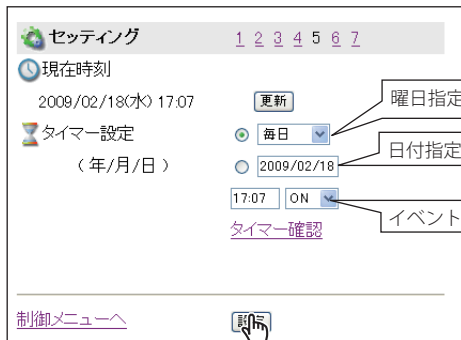 セッティング 1 2 3 4 5 6 7
現在時刻
2009/02/18(水) 17:07 更新
曜日指定
タイマー設定 毎日
(年/月/日) 2009/02/18
日付指定
17:07 ON
イベント
タイマー確認
制御メニューへ